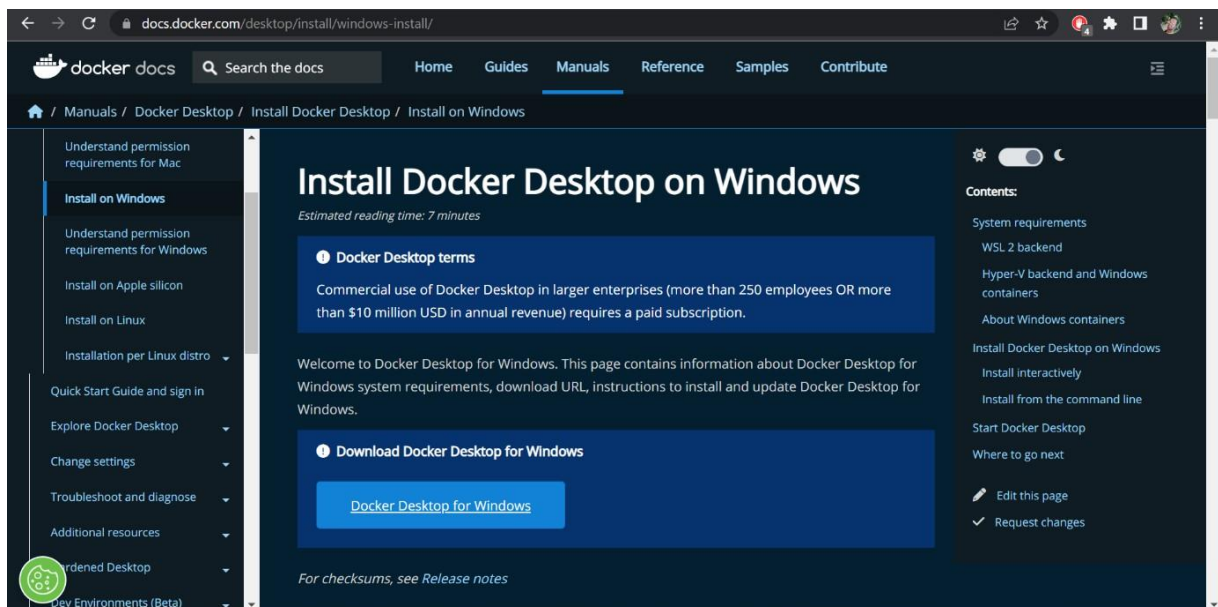 docs.docker.com/desktop/install/windows-install/
4
docker docs
Search the docs
Home
Guides
Manuals
Reference
Samples
Contribute
/ Manuals / Docker Desktop / Install Docker Desktop / Install on Windows
Understand permission
requirements for Mac
Install on Windows
Understand permission
requirements for Windows
Install on Apple silicon
Install on Linux
Installation per Linux distro
Quick Start Guide and sign in
Explore Docker Desktop
Change settings
Troubleshoot and diagnose
Additional resources
rdened Desktop
Dev Environments (Beta)
Install Docker Desktop on Windows
Estimated reading time: 7 minutes
Docker Desktop terms
Commercial use of Docker Desktop in larger enterprises (more than 250 employees OR more
than $10 million USD in annual revenue) requires a paid subscription.
Welcome to Docker Desktop for Windows. This page contains information about Docker Desktop for
Windows system requirements, download URL, instructions to install and update Docker Desktop for
Windows.
Download Docker Desktop for Windows
Docker Desktop for Windows
For checksums, see Release notes
Contents:
System requirements
WSL 2 backend
Hyper-V backend and Windows
containers
About Windows containers
Install Docker Desktop on Windows
Install interactively
Install from the command line
Start Docker Desktop
Where to go next
Edit this page
Request changes